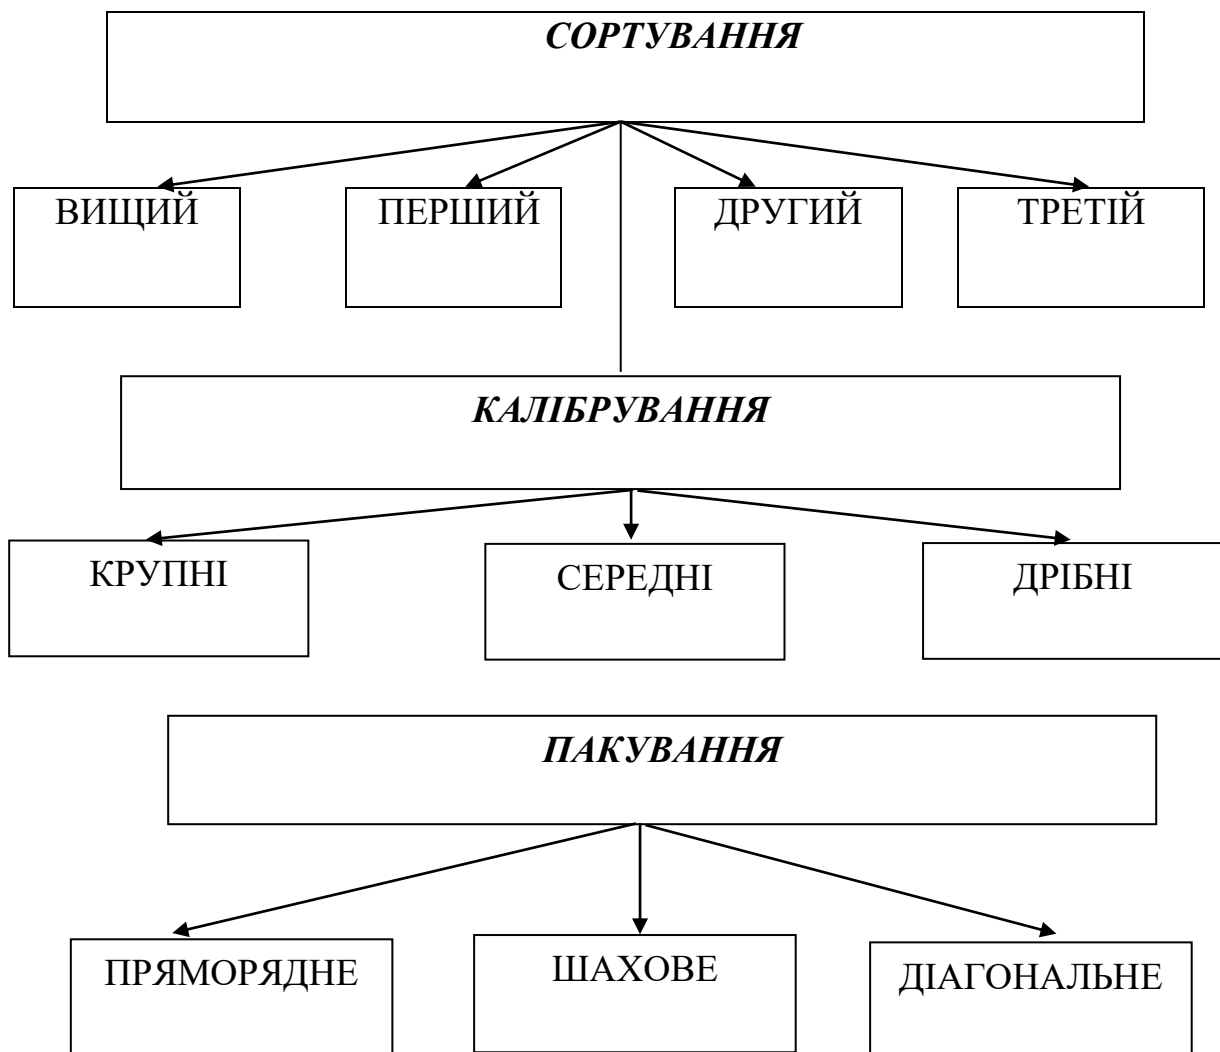 СОРТУВАННЯ
ВИЩИЙ
ПЕРШИЙ
ДРУГИЙ
ТРЕТІЙ
КАЛІБРУВАННЯ
КРУПНІ
СЕРЕДНІ
ДРІБНІ
ПАКУВАННЯ
ПРЯМОРЯДНЕ
ШАХОВЕ
ДІАГОНАЛЬНЕ